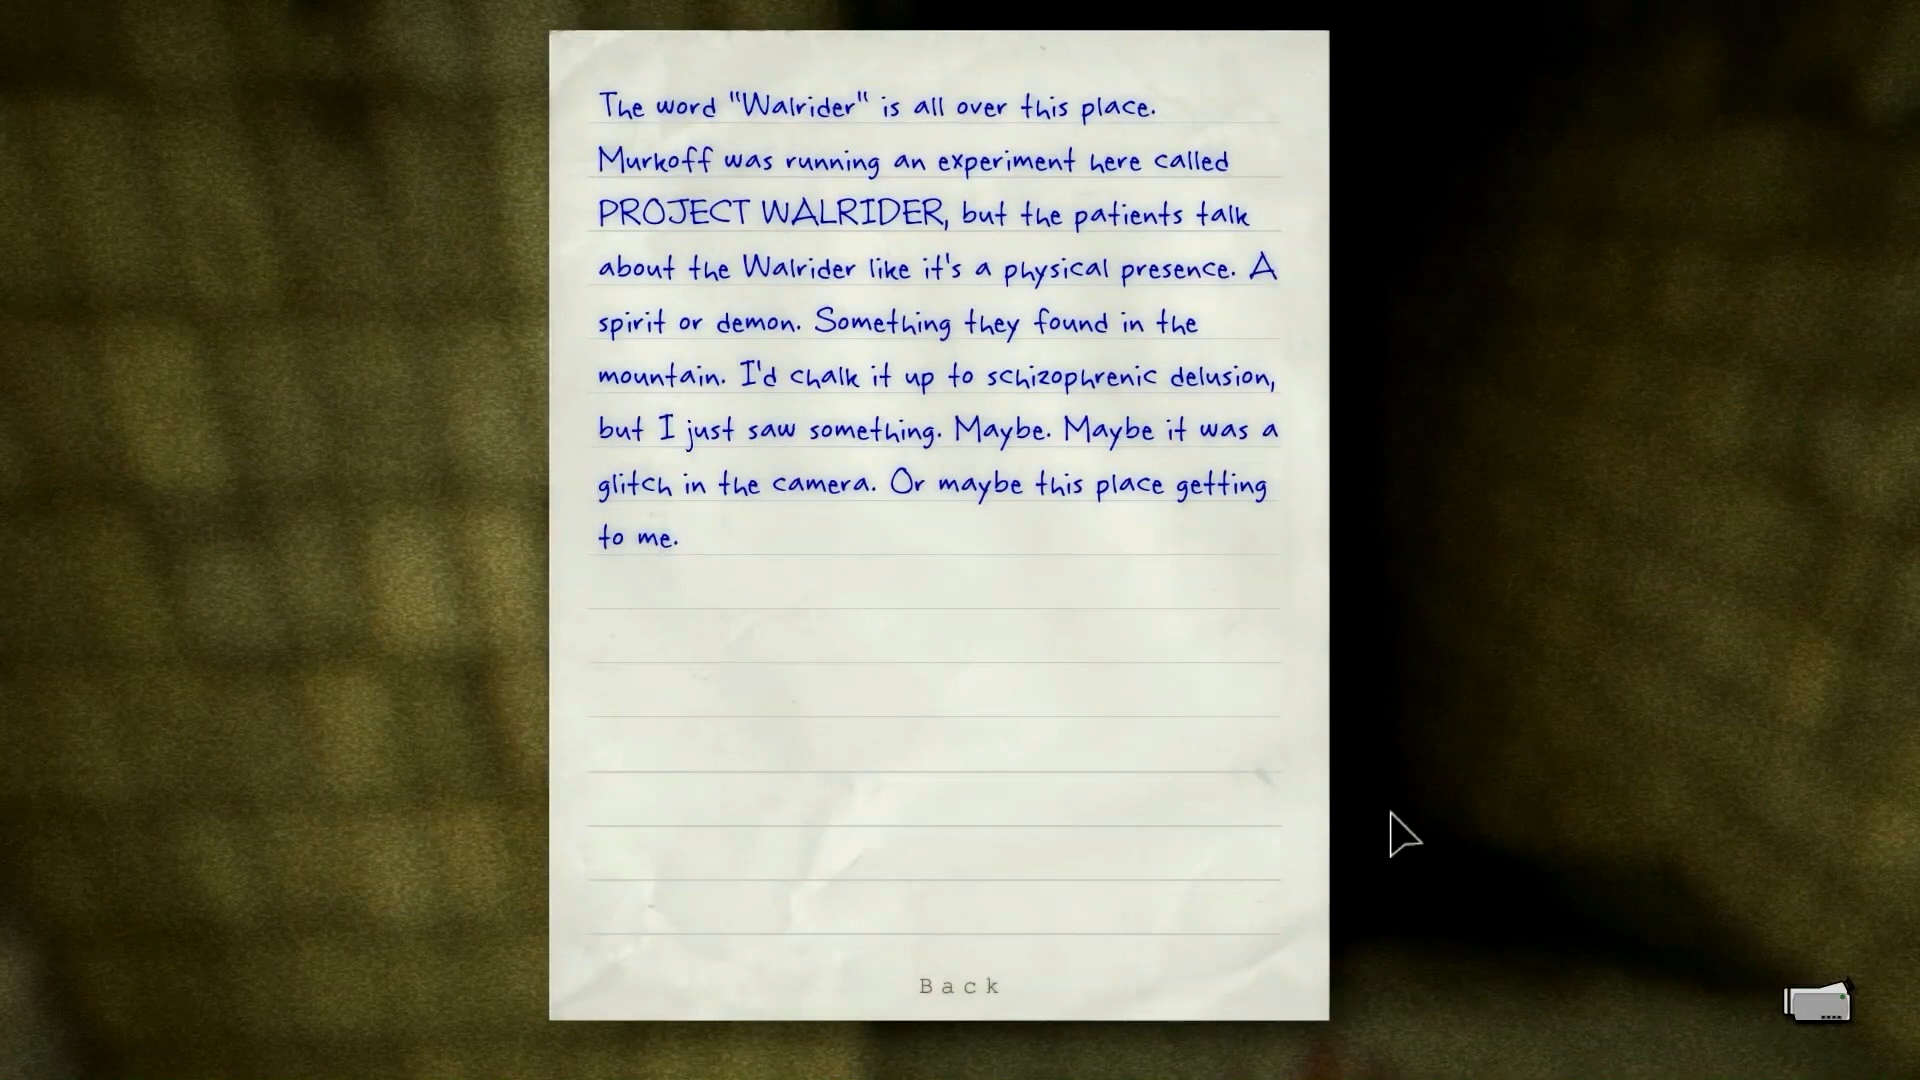 The word "Walrider" is all over this place.
Murkoff was running an experiment here called
PROJECT WALRIDER, but the patients talk
about the Walrider like it's a physical presence. A
spirit or demon. Something they found in the
mountain. I'd chalk it up to schizophrenic delusion,
but I just saw something. Maybe. Maybe it was a
glitch in the camera. Or maybe this place getting
to me.
Back